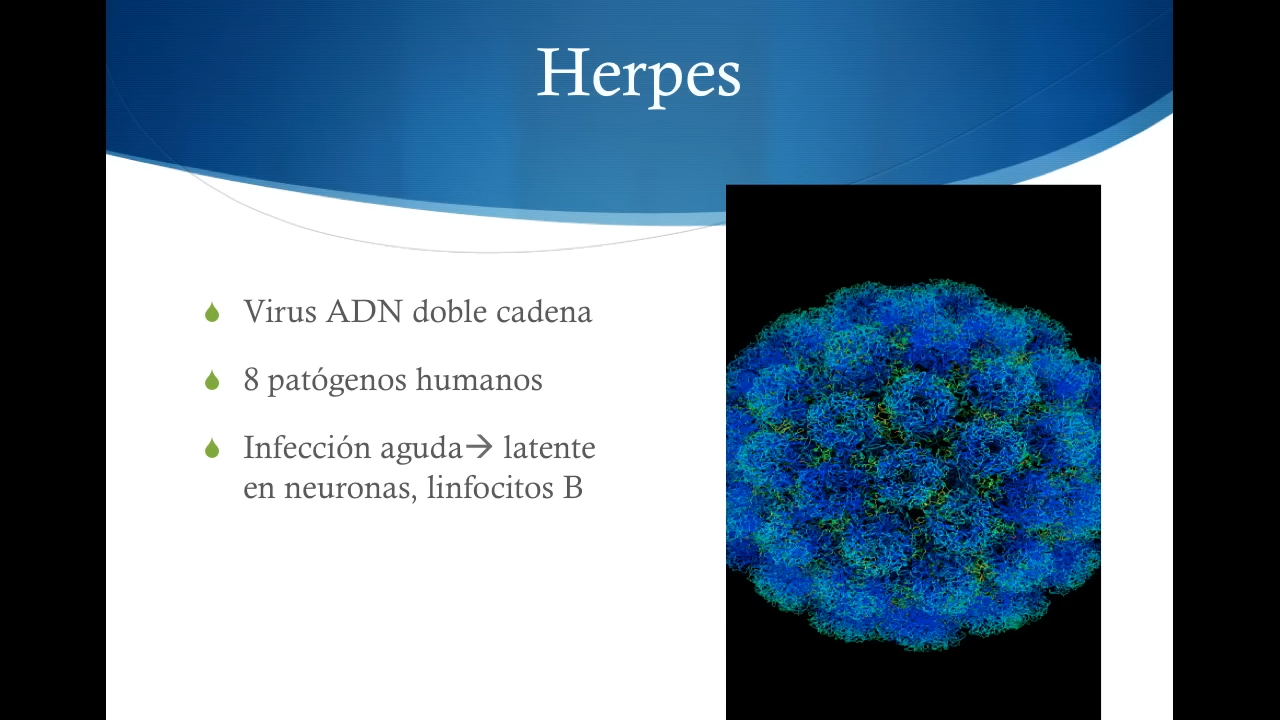 Herpes
Virus ADN doble cadena
8 patógenos humanos
Infección aguda→ latente
en neuronas, linfocitos B